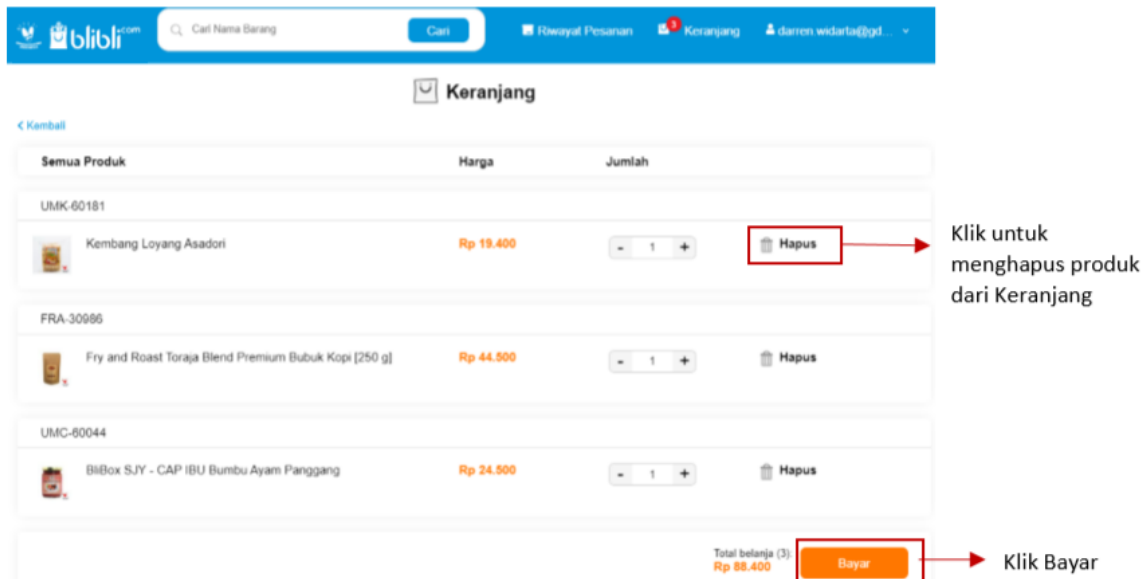 blibli.com
Cari Nama Barang
Cari
Riwayat Pesanan
3
Keranjang
darren.widarta@gd...
Keranjang
< Kembali
Semua Produk Harga Jumlah
UMK-60181
Kembang Loyang Asadori Rp 19.400 - 1 + Hapus
Klik untuk
menghapus produk
dari Keranjang
FRA-30986
Fry and Roast Toraja Blend Premium Bubuk Kopi [250 g] Rp 44.500 - 1 + Hapus
UMC-60044
BliBox SJY - CAP IBU Bumbu Ayam Panggang Rp 24.500 - 1 + Hapus
Total belanja (3):
Rp 88.400
Bayar
Klik Bayar